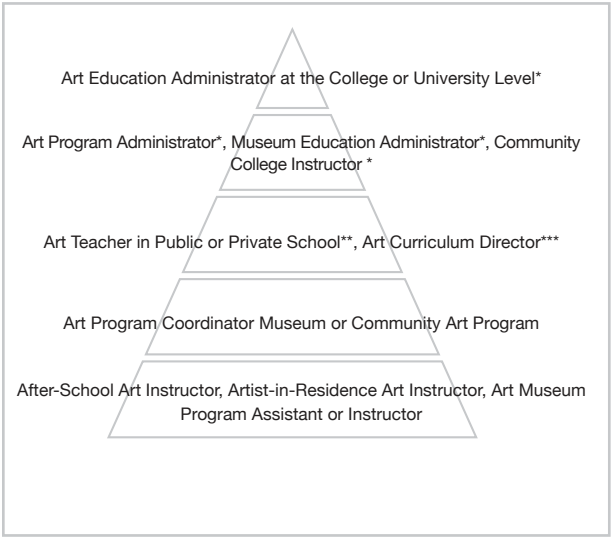 Art Education Administrator at the College or University Level*
Art Program Administrator*, Museum Education Administrator*, Community
College Instructor *
Art Teacher in Public or Private School**, Art Curriculum Director***
Art Program Coordinator Museum or Community Art Program
After-School Art Instructor, Artist-in-Residence Art Instructor, Art Museum
Program Assistant or Instructor